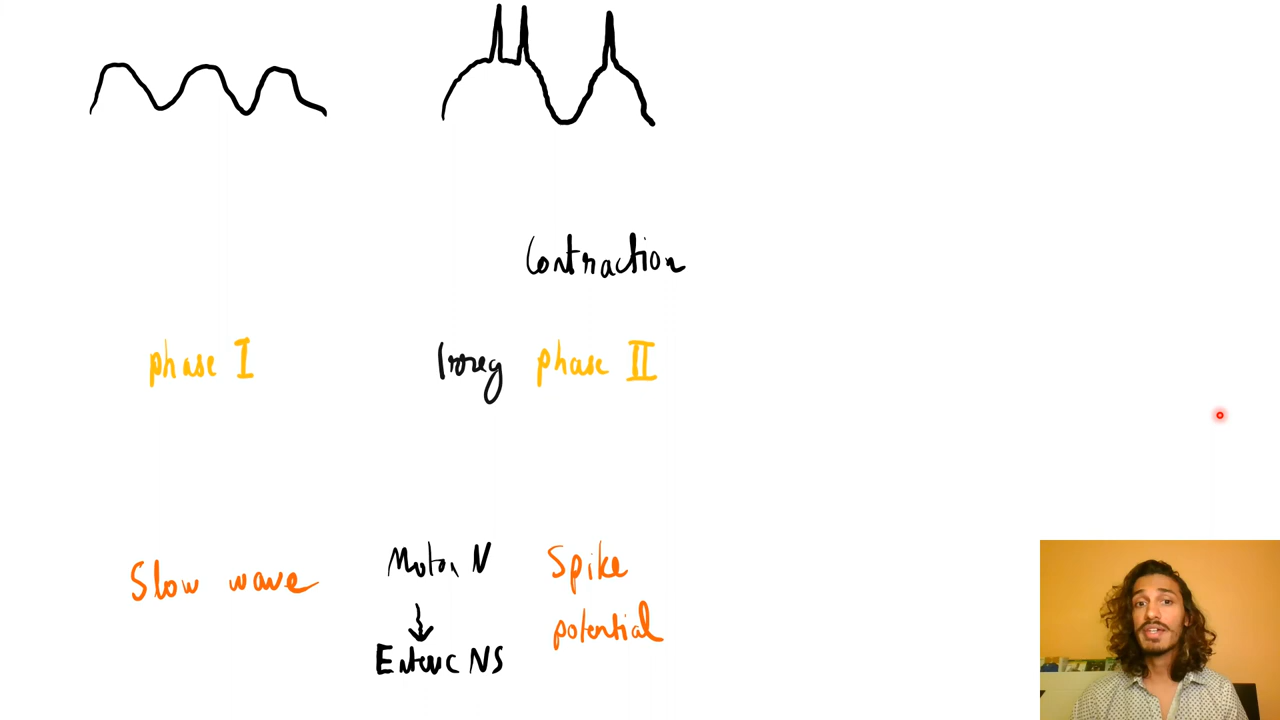 Contraction
phase I
Irreg phase II
Slow wave
Motor N
Spike
potential
Enteric NS